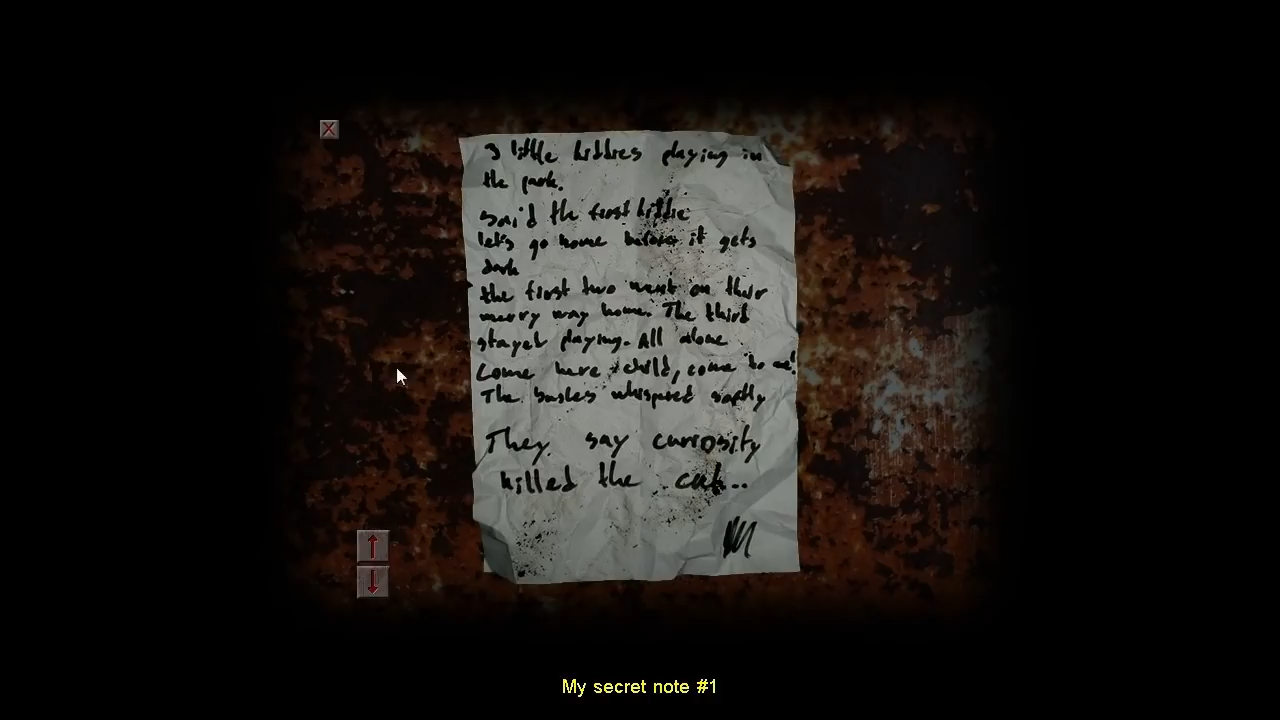 3 little kitties playing in
the park.
said the first kittie
let's go home before it gets
dark
the first two went on their
merry way home. The third
stayed playing. All alone
Come here child, come to me!
The bushes whispered softly
They say curiosity
killed the cat..
My secret note #1